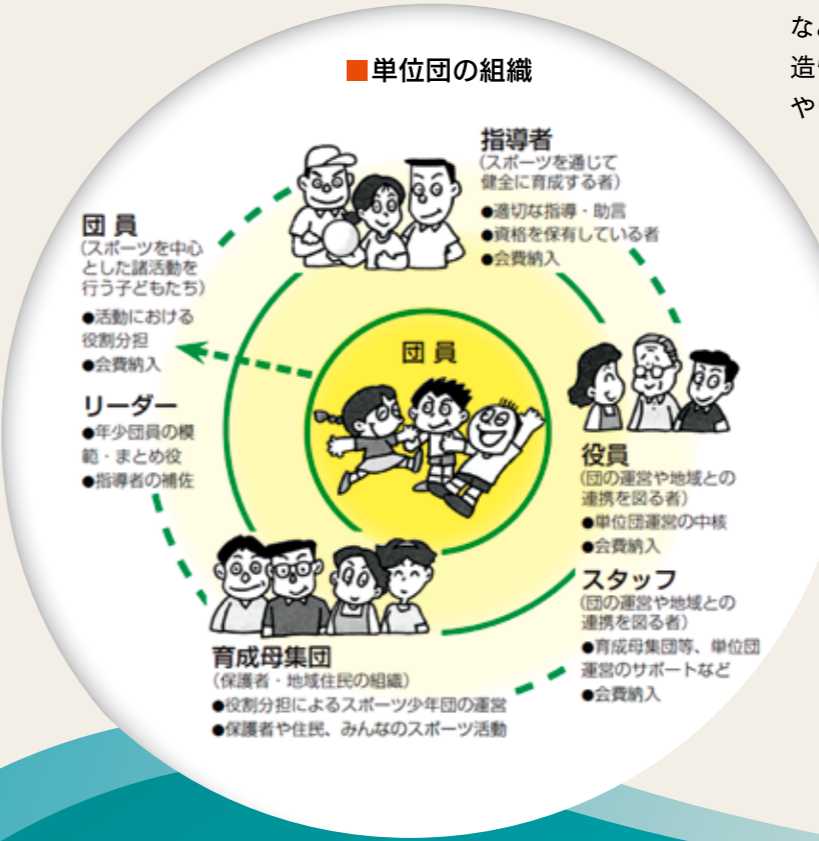 ■単位団の組織
指導者
(スポーツを通じて
健全に育成する者)
●適切な指導・助言
●資格を保有している者
●会費納入
団員
(スポーツを中心
とした諸活動を
行う子どもたち)
●活動における
役割分担
●会費納入
リーダー
●年少団員の模
範・まとめ役
●指導者の補佐
団員
役員
(団の運営や地域との
連携を図る者)
●単位団運営の中核
●会費納入
スタッフ
(団の運営や地域との
連携を図る者)
●育成母集団等、単位団
運営のサポートなど
●会費納入
育成母集団
(保護者・地域住民の組織)
●役割分担によるスポーツ少年団の運営
●保護者や住民、みんなのスポーツ活動
造
や